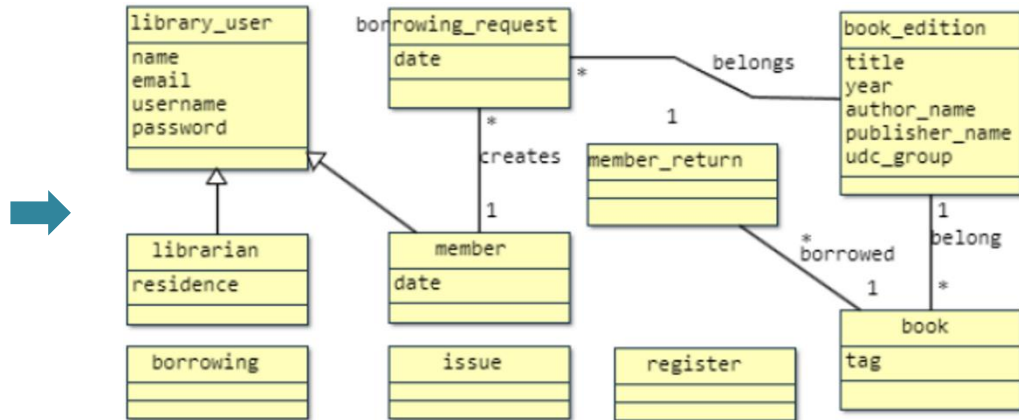 library_user
name
email
username
password
borrowing_request
date
book_edition
title
year
author_name
publisher_name
udc_group
belongs
*
1
*
creates
1
member_return
*
borrowed
1
1
belong
*
librarian
residence
member
date
book
tag
borrowing
issue
register